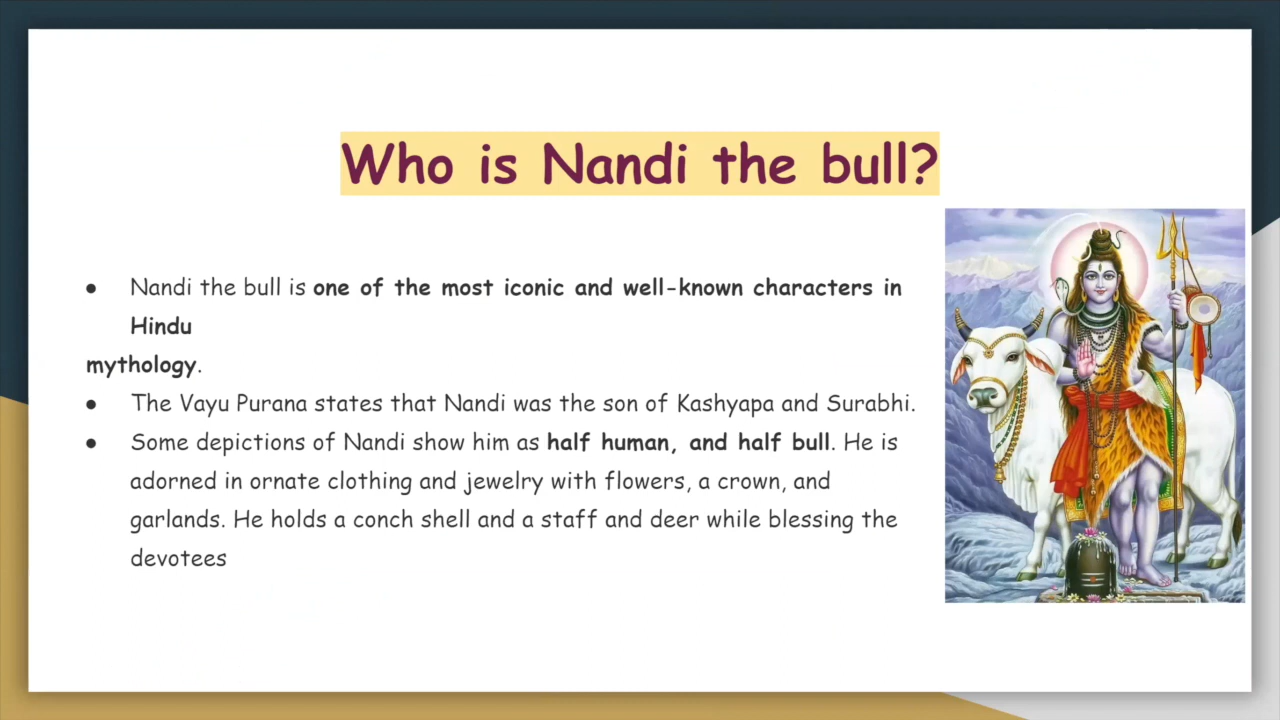 Who is Nandi the bull?
● Nandi the bull is one of the most iconic and well-known characters in
Hindu
mythology.
● The Vayu Purana states that Nandi was the son of Kashyapa and Surabhi.
● Some depictions of Nandi show him as half human, and half bull. He is
adorned in ornate clothing and jewelry with flowers, a crown, and
garlands. He holds a conch shell and a staff and deer while blessing the
devotees